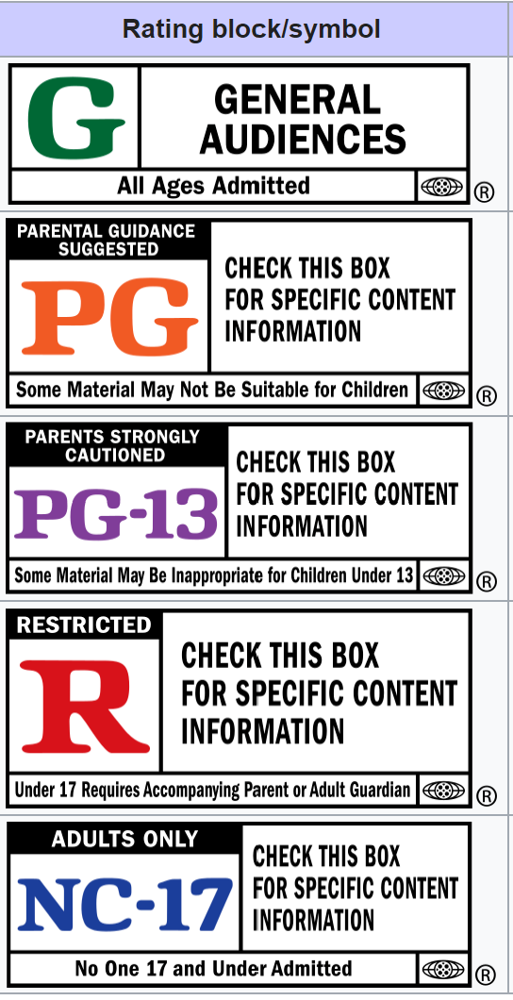 Rating block/symbol
G
GENERAL
AUDIENCES
All Ages Admitted
®
PARENTAL GUIDANCE
SUGGESTED
PG
CHECK THIS BOX
FOR SPECIFIC CONTENT
INFORMATION
Some Material May Not Be Suitable for Children
®
PARENTS STRONGLY
CAUTIONED
PG-13
CHECK THIS BOX
FOR SPECIFIC CONTENT
INFORMATION
Some Material May Be Inappropriate for Children Under 13
®
RESTRICTED
R
CHECK THIS BOX
FOR SPECIFIC CONTENT
INFORMATION
Under 17 Requires Accompanying Parent or Adult Guardian
®
ADULTS ONLY
NC-17
CHECK THIS BOX
FOR SPECIFIC CONTENT
INFORMATION
No One 17 and Under Admitted
®